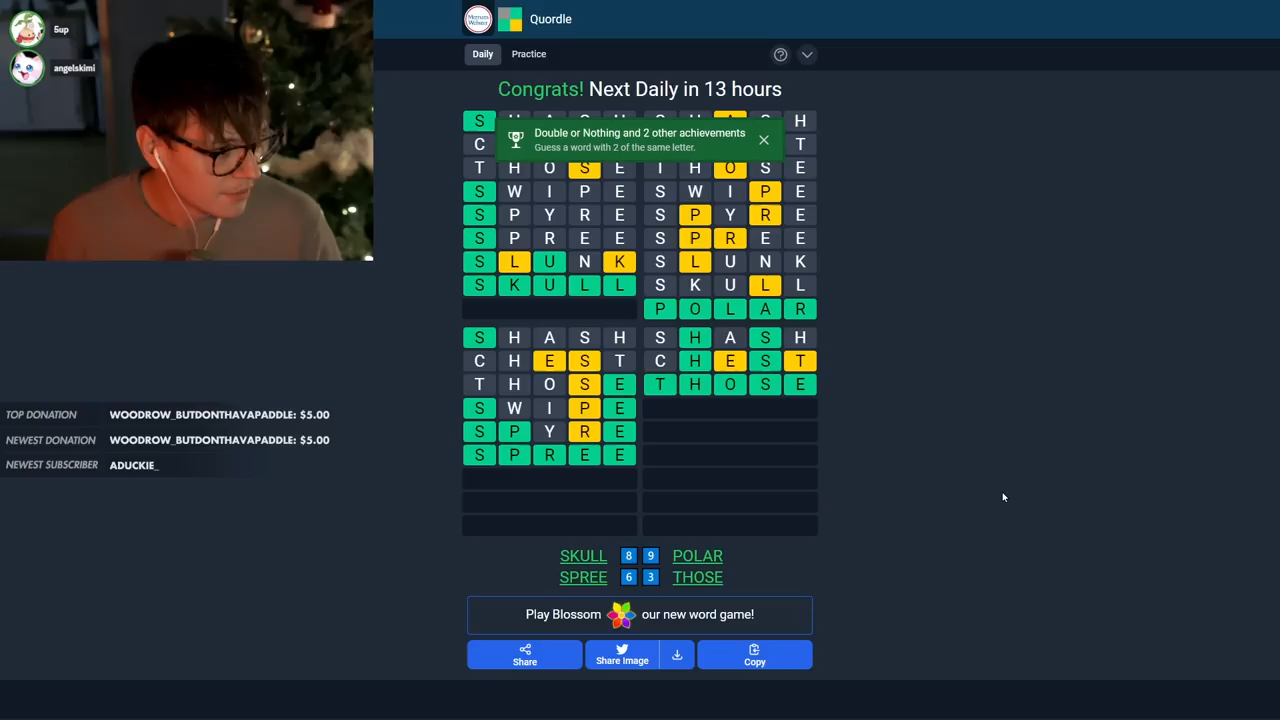 5up
angelskimi
Merriam-Webster
Quordle
Daily Practice
Congrats! Next Daily in 13 hours
Double or Nothing and 2 other achievements
Guess a word with 2 of the same letter.
S H
C T
T H O S E T H O S E
S W I P E S W I P E
S P Y R E S P Y R E
S P R E E S P R E E
S L U N K S L U N K
S K U L L S K U L L
P O L A R
S H A S H S H A S H
C H E S T C H E S T
T H O S E T H O S E
S W I P E
S P Y R E
S P R E E
TOP DONATION WOODROW_BUTDONTHAVAPADDLE: $5.00
NEWEST DONATION WOODROW_BUTDONTHAVAPADDLE: $5.00
NEWEST SUBSCRIBER ADUCKIE_
SKULL 8 9 POLAR
SPREE 6 3 THOSE
Play Blossom our new word game!
Share Share Image Copy